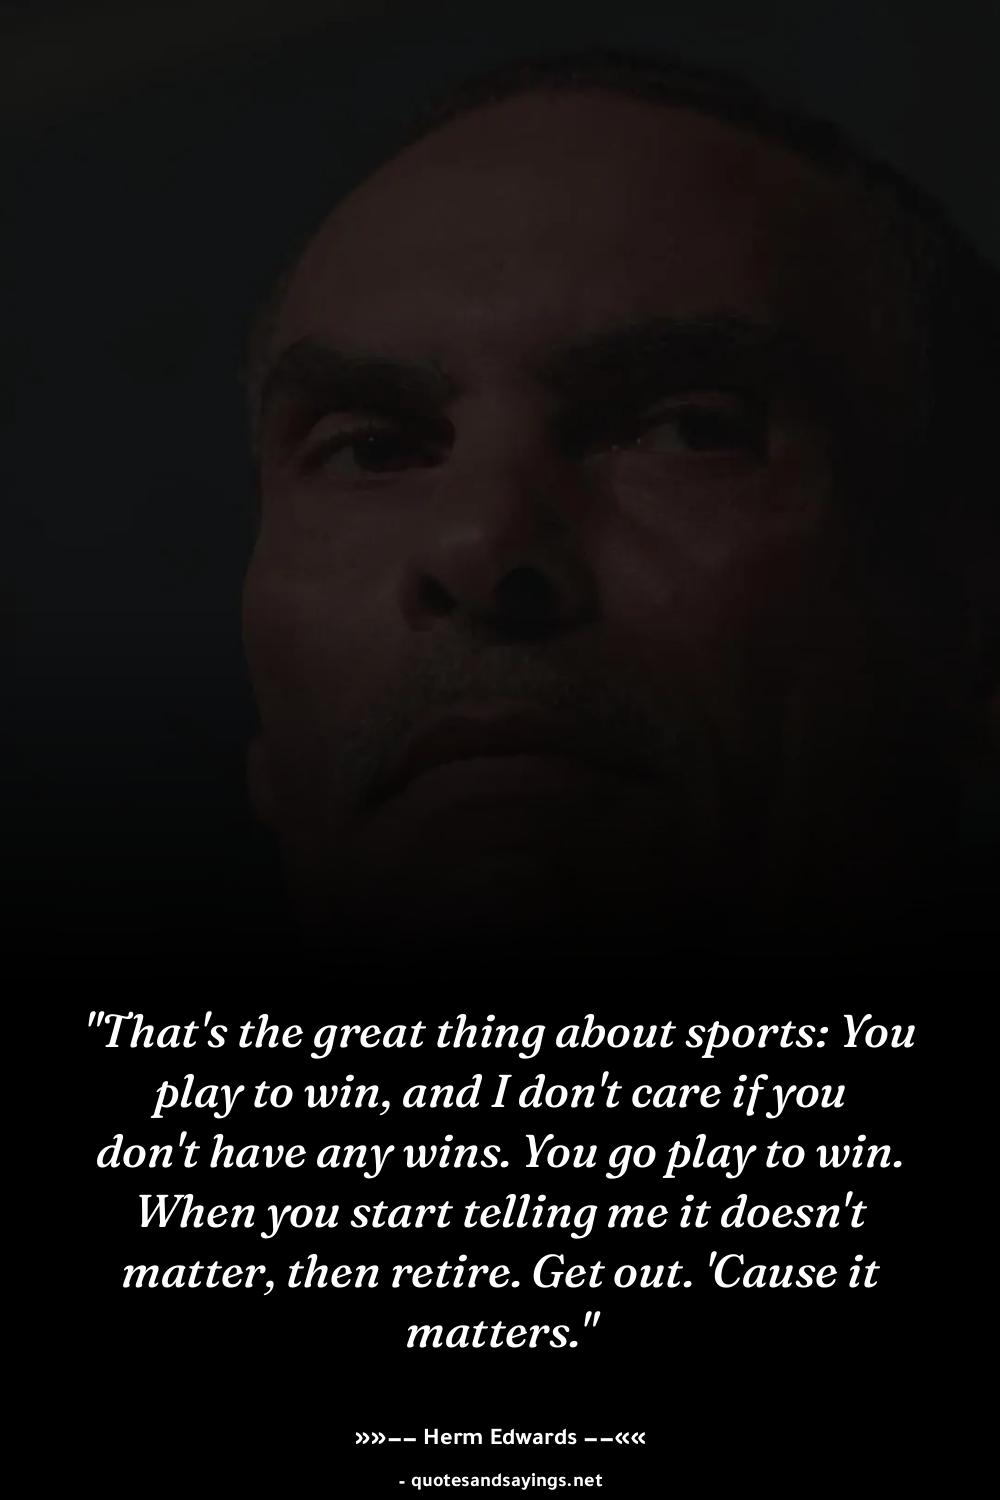 "That's the great thing about sports: You
play to win, and I don't care if you
don't have any wins. You go play to win.
When you start telling me it doesn't
matter, then retire. Get out. 'Cause it
matters."
»»–– Herm Edwards ––««
- quotesandsayings.net